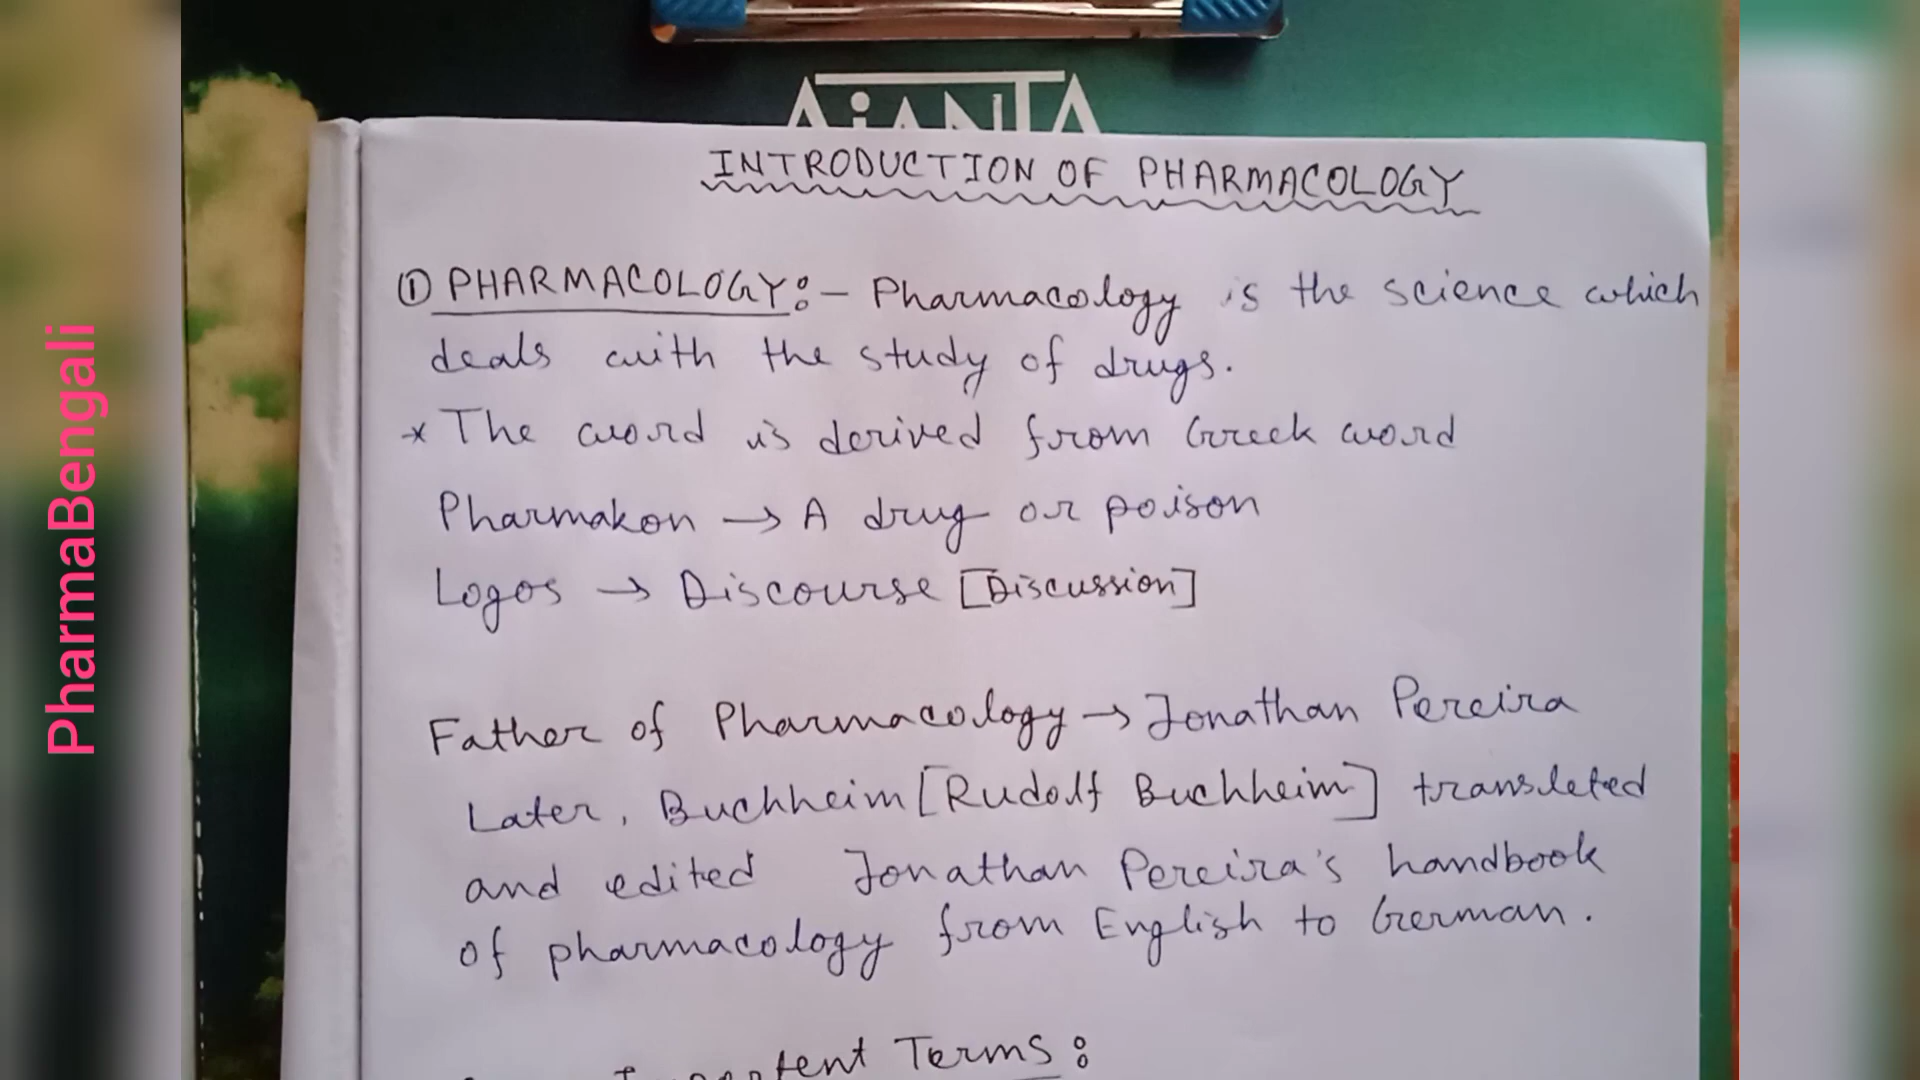 AJANTA
INTRODUCTION OF PHARMACOLOGY
① PHARMACOLOGY:- Pharmacology is the science which
deals with the study of drugs.
* The word is derived from Greek word
Pharmakon → A drug or poison
Logos → Discourse [Discussion]
Father of Pharmacology → Jonathan Pereira
Later, Buchheim [Rudolf Buchheim] transleted
and edited Jonathan Pereira's handbook
of pharmacology from English to German.
Terms:
PharmaBengali